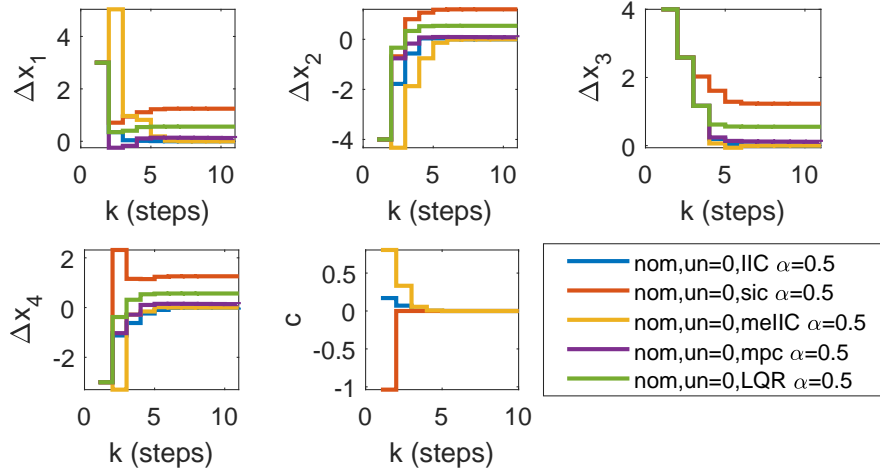 Δx1
4
2
0
0
5
10
k (steps)
Δx2
0
-2
-4
0
5
10
k (steps)
Δx3
4
2
0
0
5
10
k (steps)
Δx4
2
0
-2
0
5
10
k (steps)
c
0.5
0
-0.5
-1
0
5
10
k (steps)
nom,un=0,IIC α=0.5
nom,un=0,sic α=0.5
nom,un=0,meIIC α=0.5
nom,un=0,mpc α=0.5
nom,un=0,LQR α=0.5